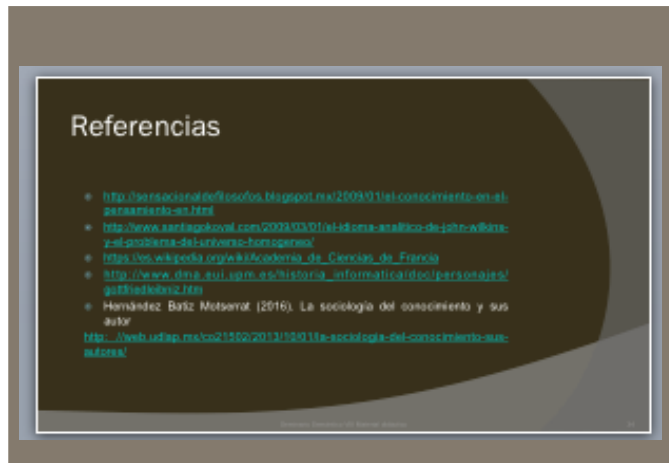 Referencias
http://sensacionaldefilosofos.blogspot.mx/2009/01/el-conocimiento-en-el-
pensamiento-en.html
http://www.santiagokoval.com/2009/03/01/el-idioma-analitico-de-john-wilkins-
y-el-problema-del-universo-homogeneo/
https://es.wikipedia.org/wiki/Academia_de_Ciencias_de_Francia
http://www.dma.eui.upm.es/historia_informatica/doc/personajes/
gottfriedleibniz.htm
Hernández Batiz Motserrat (2016), La sociología del conocimiento y sus
autor
http: //web.udlap.mx/co21502/2013/10/01/la-sociologia-del-conocimiento-sus-
autores/